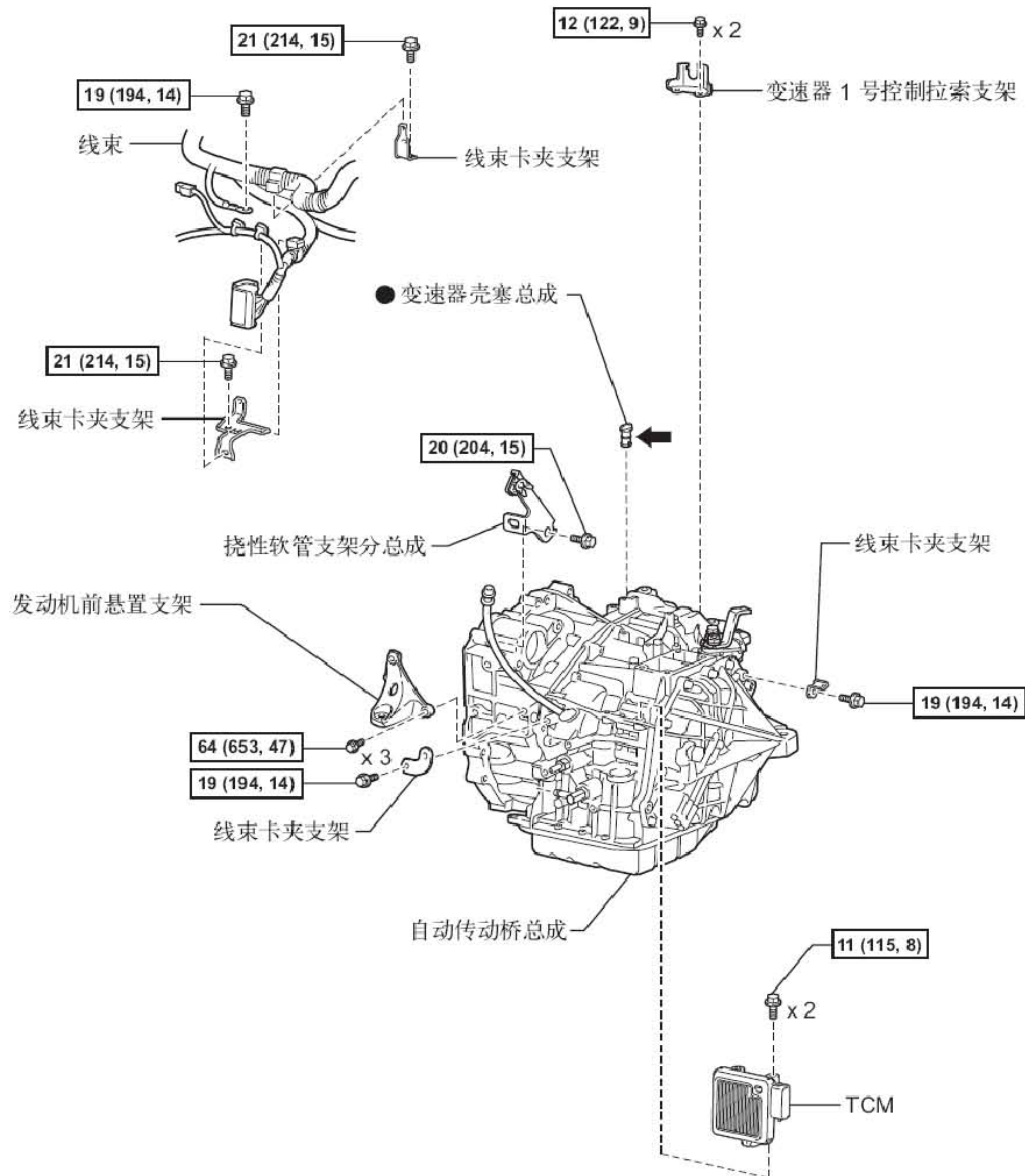 12 (122, 9)
x 2
21 (214, 15)
变速器 1 号控制拉索支架
19 (194, 14)
线束
线束卡夹支架
●变速器壳塞总成
21 (214, 15)
线束卡夹支架
20 (204, 15)
挠性软管支架分总成
线束卡夹支架
发动机前悬置支架
19 (194, 14)
64 (653, 47)
x 3
19 (194, 14)
线束卡夹支架
自动传动桥总成
11 (115, 8)
x 2
TCM